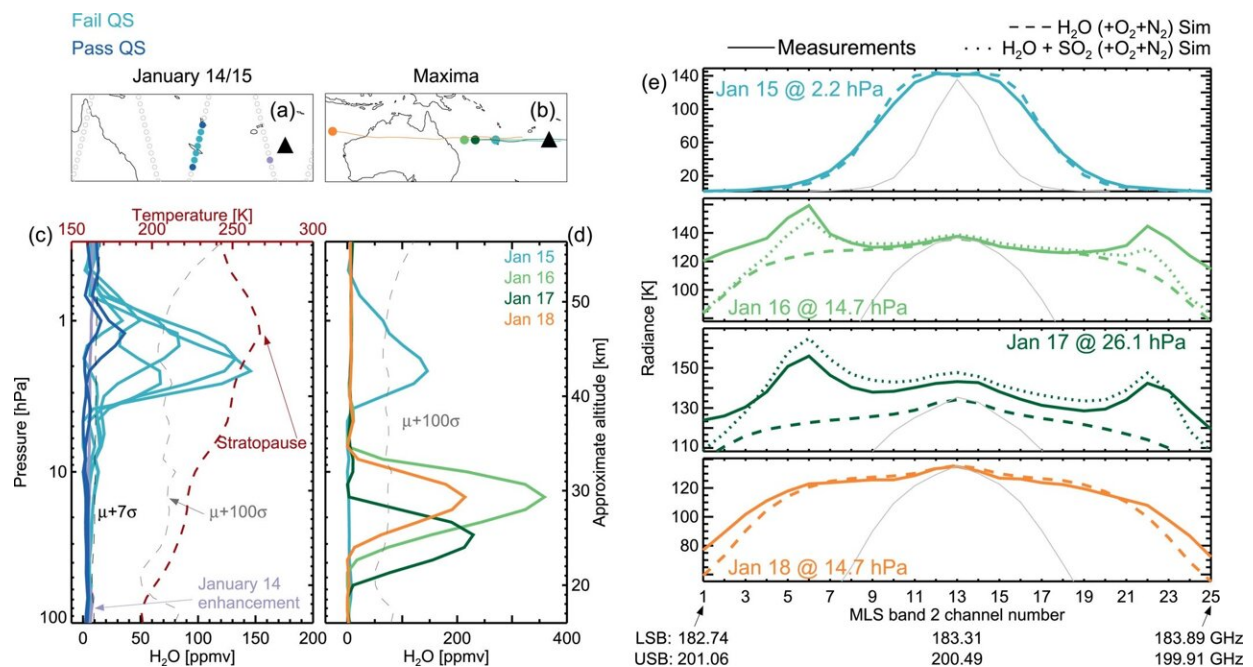 Fail QS
Pass QS
January 14/15
Maxima
(a)
(b)
Temperature [K]
150 200 250 300
(c)
(d)
Jan 15
Jan 16
Jan 17
Jan 18
1
10
100
Pressure [hPa]
Stratopause
μ+7σ
μ+100σ
January 14
enhancement
0 50 100 150 200
H₂O [ppmv]
μ+100σ
50
40
30
20
Approximate altitude [km]
0 200 400
H₂O [ppmv]
Measurements
H₂O (+O₂+N₂) Sim
H₂O + SO₂ (+O₂+N₂) Sim
(e)
Radiance [K]
140
100
60
20
Jan 15 @ 2.2 hPa
160
140
120
100
80
Jan 16 @ 14.7 hPa
170
150
130
110
Jan 17 @ 26.1 hPa
120
100
80
60
Jan 18 @ 14.7 hPa
1 3 5 7 9 11 13 15 17 19 21 23 25
MLS band 2 channel number
LSB: 182.74 183.31 183.89 GHz
USB: 201.06 200.49 199.91 GHz